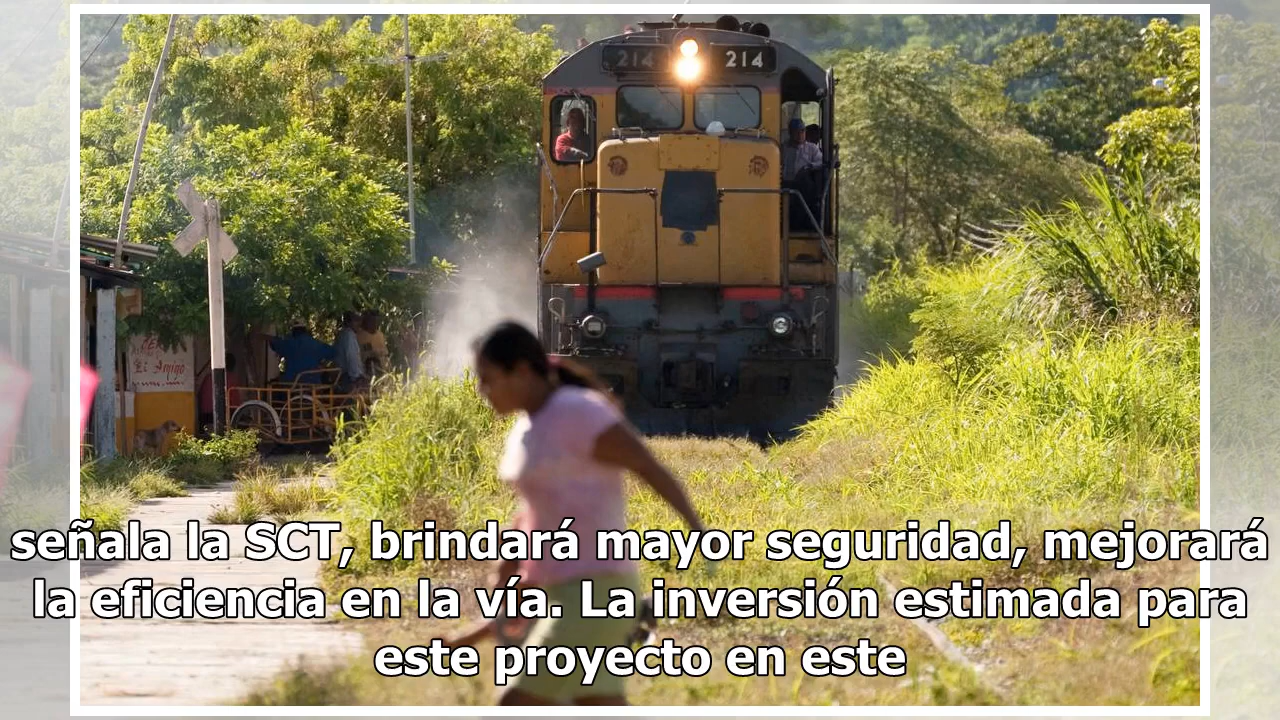 214 214
El Amigo
señala la SCT, brindará mayor seguridad, mejorará
la eficiencia en la vía. La inversión estimada para
este proyecto en este